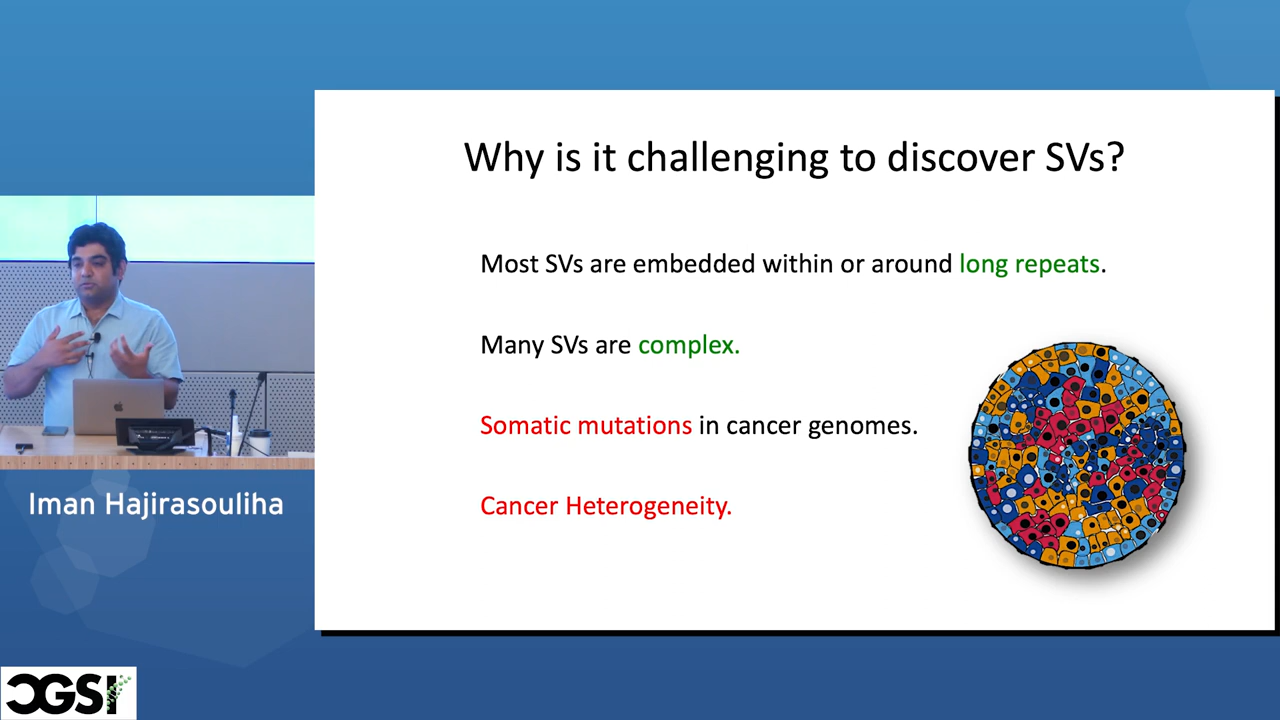 Why is it challenging to discover SVs?
Most SVs are embedded within or around long repeats.
Many SVs are complex.
Somatic mutations in cancer genomes.
Cancer Heterogeneity.
Iman Hajirasouliha
CGSI